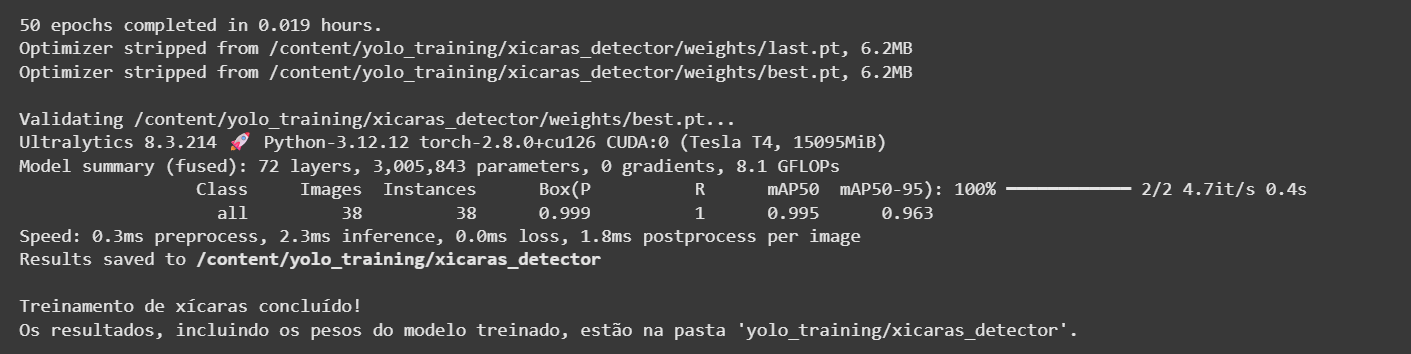 50 epochs completed in 0.019 hours.
Optimizer stripped from /content/yolo_training/xicaras_detector/weights/last.pt, 6.2MB
Optimizer stripped from /content/yolo_training/xicaras_detector/weights/best.pt, 6.2MB
Validating /content/yolo_training/xicaras_detector/weights/best.pt...
Ultralytics 8.3.214 🚀 Python-3.12.12 torch-2.8.0+cu126 CUDA:0 (Tesla T4, 15095MiB)
Model summary (fused): 72 layers, 3,005,843 parameters, 0 gradients, 8.1 GFLOPs
Class Images Instances Box(P R mAP50 mAP50-95): 100% ━━━━━━━━━━━━ 2/2 4.7it/s 0.4s
all 38 38 0.999 1 0.995 0.963
Speed: 0.3ms preprocess, 2.3ms inference, 0.0ms loss, 1.8ms postprocess per image
Results saved to /content/yolo_training/xicaras_detector
Treinamento de xícaras concluído!
Os resultados, incluindo os pesos do modelo treinado, estão na pasta 'yolo_training/xicaras_detector'.